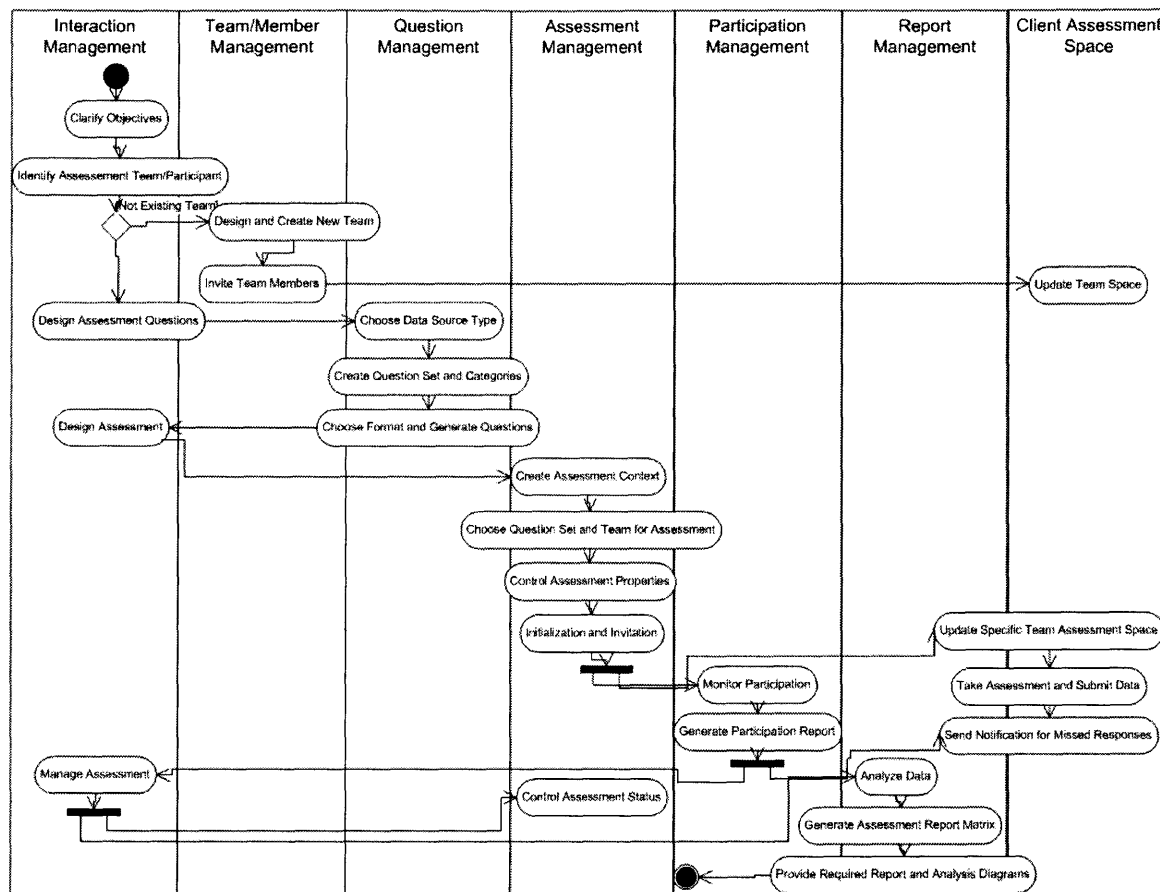 Interaction Management
Team/Member Management
Question Management
Assessment Management
Participation Management
Report Management
Client Assessment Space
Clarify Objectives
Identify Assessement Team/Participant
[Not Existing Team]
Design and Create New Team
Invite Team Members
Update Team Space
Design Assessment Questions
Choose Data Source Type
Create Question Set and Categories
Design Assessment
Choose Format and Generate Questions
Create Assessment Context
Choose Question Set and Team for Assessment
Control Assessment Properties
Initialization and Invitation
Update Specific Team Assessment Space
Monitor Participation
Take Assessment and Submit Data
Generate Participation Report
Send Notification for Missed Responses
Manage Assessment
Analyze Data
Control Assessment Status
Generate Assessment Report Matrix
Provide Required Report and Analysis Diagrams